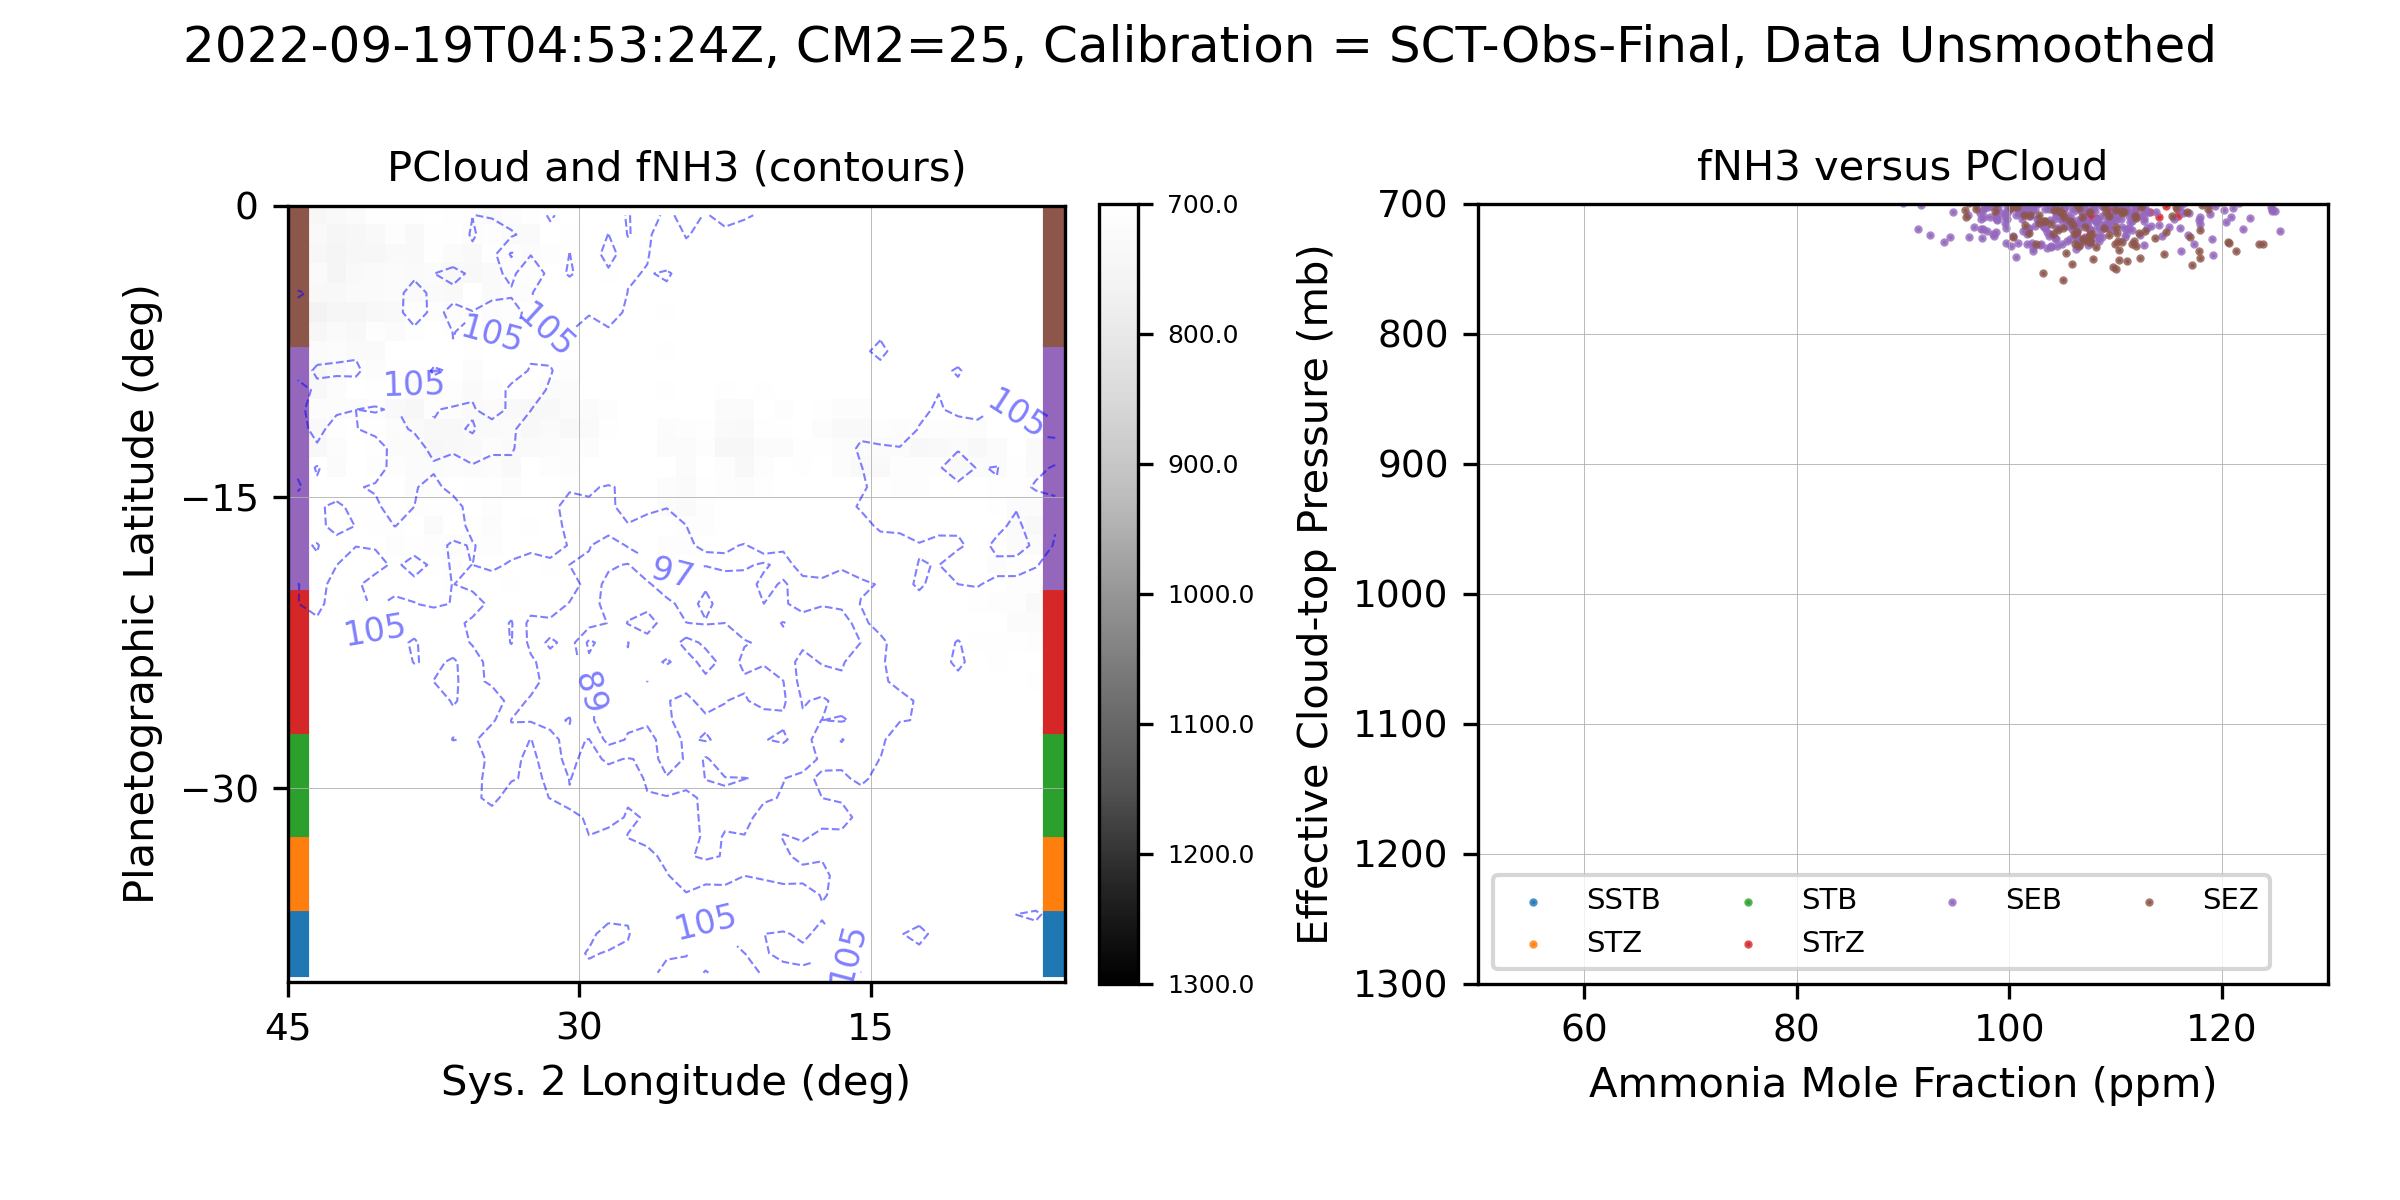 2022-09-19T04:53:24Z, CM2=25, Calibration = SCT-Obs-Final, Data Unsmoothed
PCloud and fNH3 (contours)
Planetographic Latitude (deg)
0
−15
−30
45
30
15
Sys. 2 Longitude (deg)
105
105
105
105
97
105
89
105
105
700.0
800.0
900.0
1000.0
1100.0
1200.0
1300.0
fNH3 versus PCloud
Effective Cloud-top Pressure (mb)
700
800
900
1000
1100
1200
1300
SSTB
STB
SEB
SEZ
STZ
STrZ
60
80
100
120
Ammonia Mole Fraction (ppm)